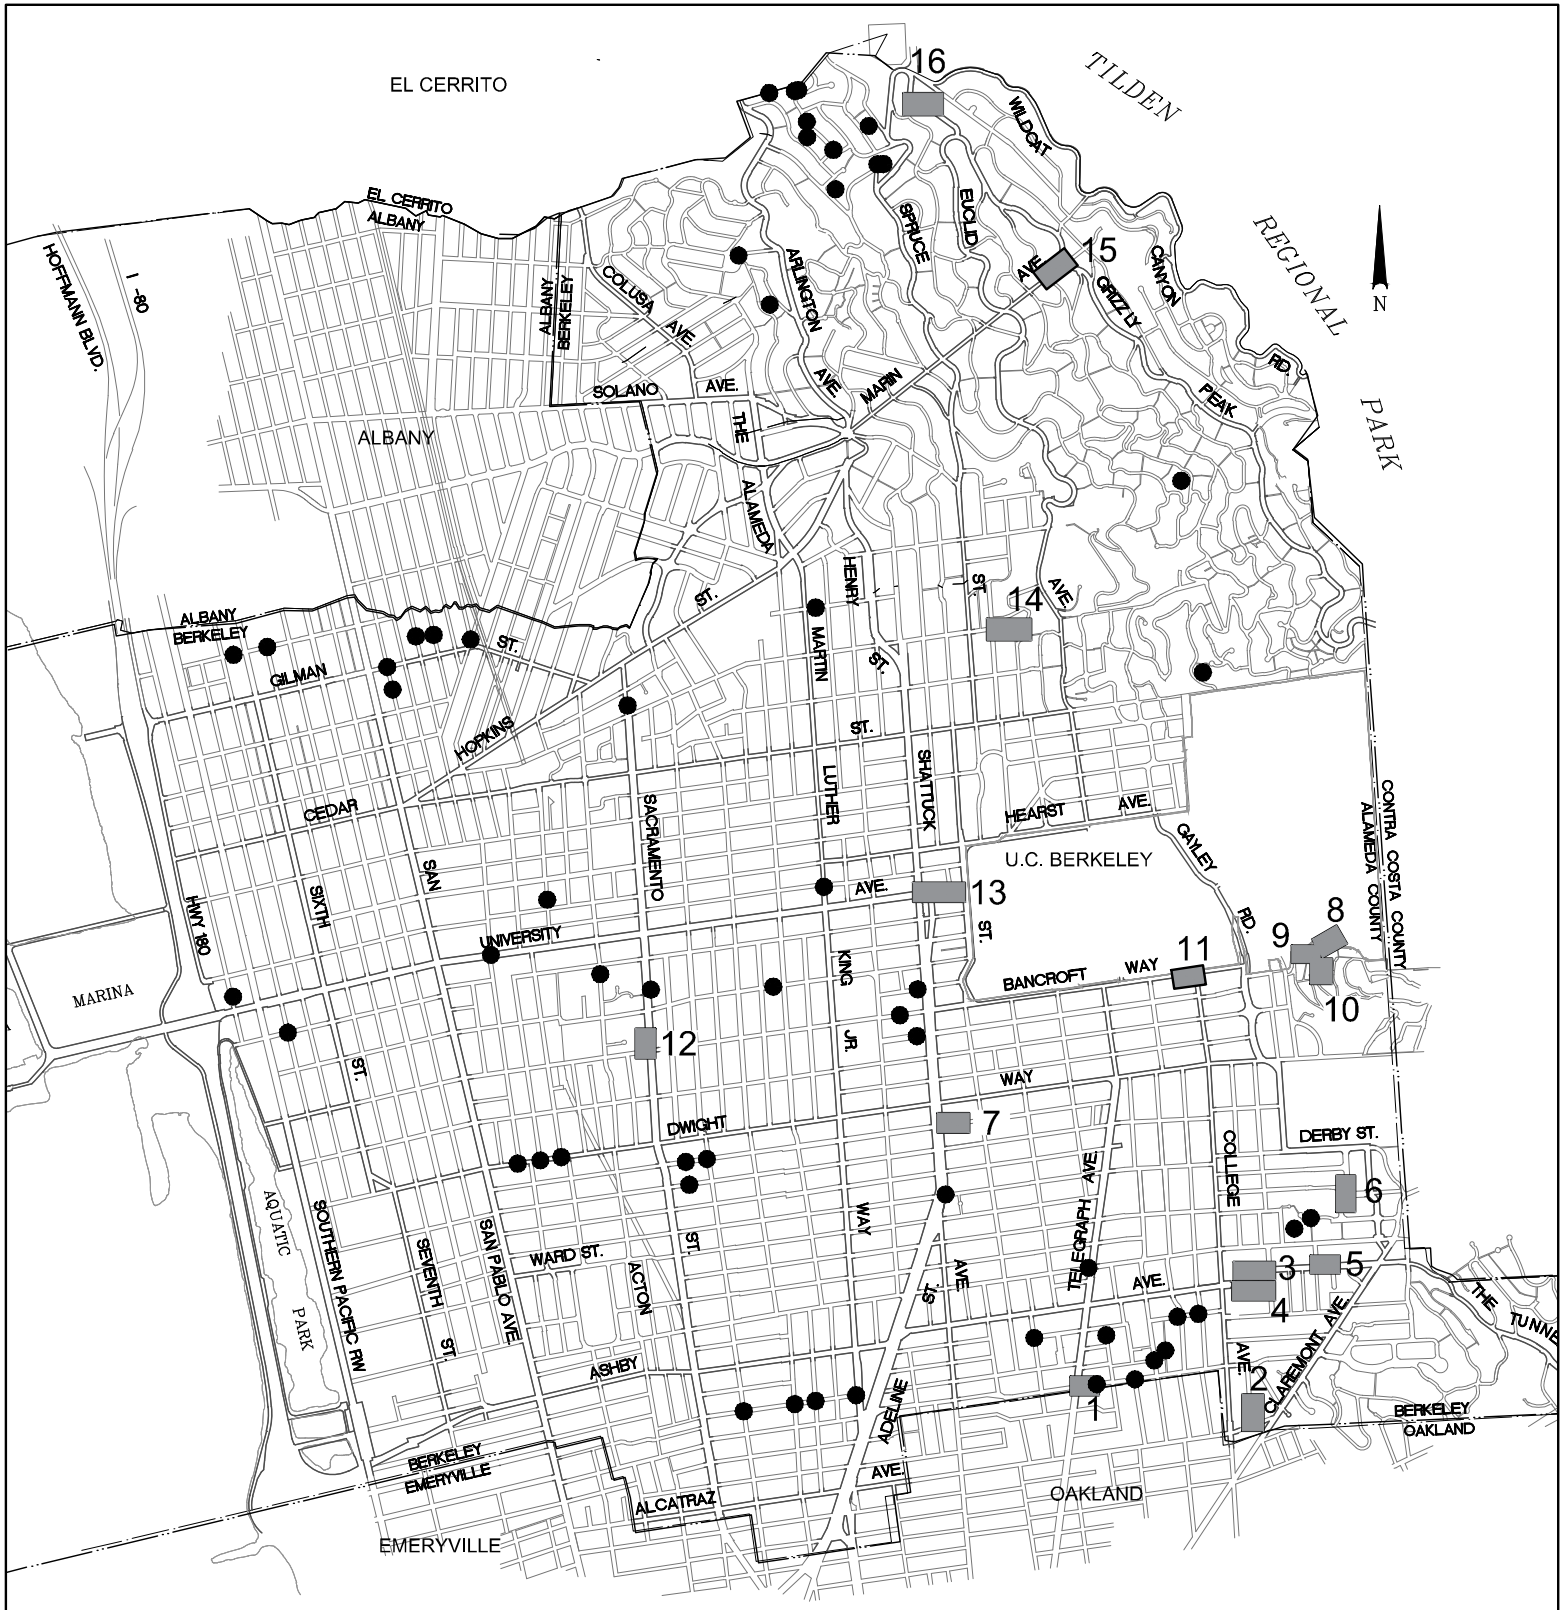 16
TILDEN
EL CERRITO
WILDCAT
EL CERRITO
ALBANY
EUCLID
SPRUCE
REGIONAL
HOFFMANN BLVD.
I -80
ALBANY
BERKELEY
COLUSA
AVE.
ARLINGTON
AVE.
15
CANYON
GRIZZLY
N
SOLANO
AVE.
AVE.
MARIN
RD.
PEAK
PARK
THE
ALBANY
ALAMEDA
HENRY
ST.
AVE.
14
ST.
ALBANY
BERKELEY
MARTIN
ST.
GILMAN
ST.
HOPKINS
ST.
CEDAR
LUTHER
SHATTUCK
SACRAMENTO
HEARST
AVE.
CONTRA COSTA COUNTY
ALAMEDA COUNTY
GAYLEY
U.C. BERKELEY
SAN
SIXTH
AVE.
13
HWY 180
RD.
8
9
UNIVERSITY
ST.
KING
11
WAY
BANCROFT
MARINA
10
12
JR.
ST.
WAY
7
DWIGHT
DERBY ST.
COLLEGE
AQUATIC
SOUTHERN PACIFIC RW
TELEGRAPH AVE.
6
WAY
SEVENTH
SAN PABLO AVE.
WARD ST.
ST.
ACTON
ST.
AVE.
AVE.
3
5
4
THE
TUNNE
PARK
ST.
ASHBY
AVE.
CLAREMONT AVE.
2
1
ADELINE
BERKELEY
OAKLAND
BERKELEY
EMERYVILLE
AVE.
ALCATRAZ
OAKLAND
EMERYVILLE